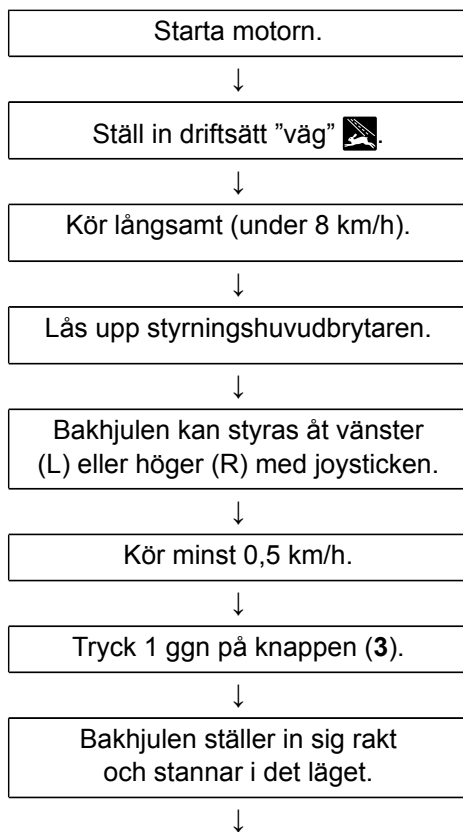 Starta motorn.
↓
Ställ in driftsätt ”väg” .
↓
Kör långsamt (under 8 km/h).
↓
Lås upp styrningshuvudbrytaren.
↓
Bakhjulen kan styras åt vänster
(L) eller höger (R) med joysticken.
↓
Kör minst 0,5 km/h.
↓
Tryck 1 ggn på knappen (3).
↓
Bakhjulen ställer in sig rakt
och stannar i det läget.
↓